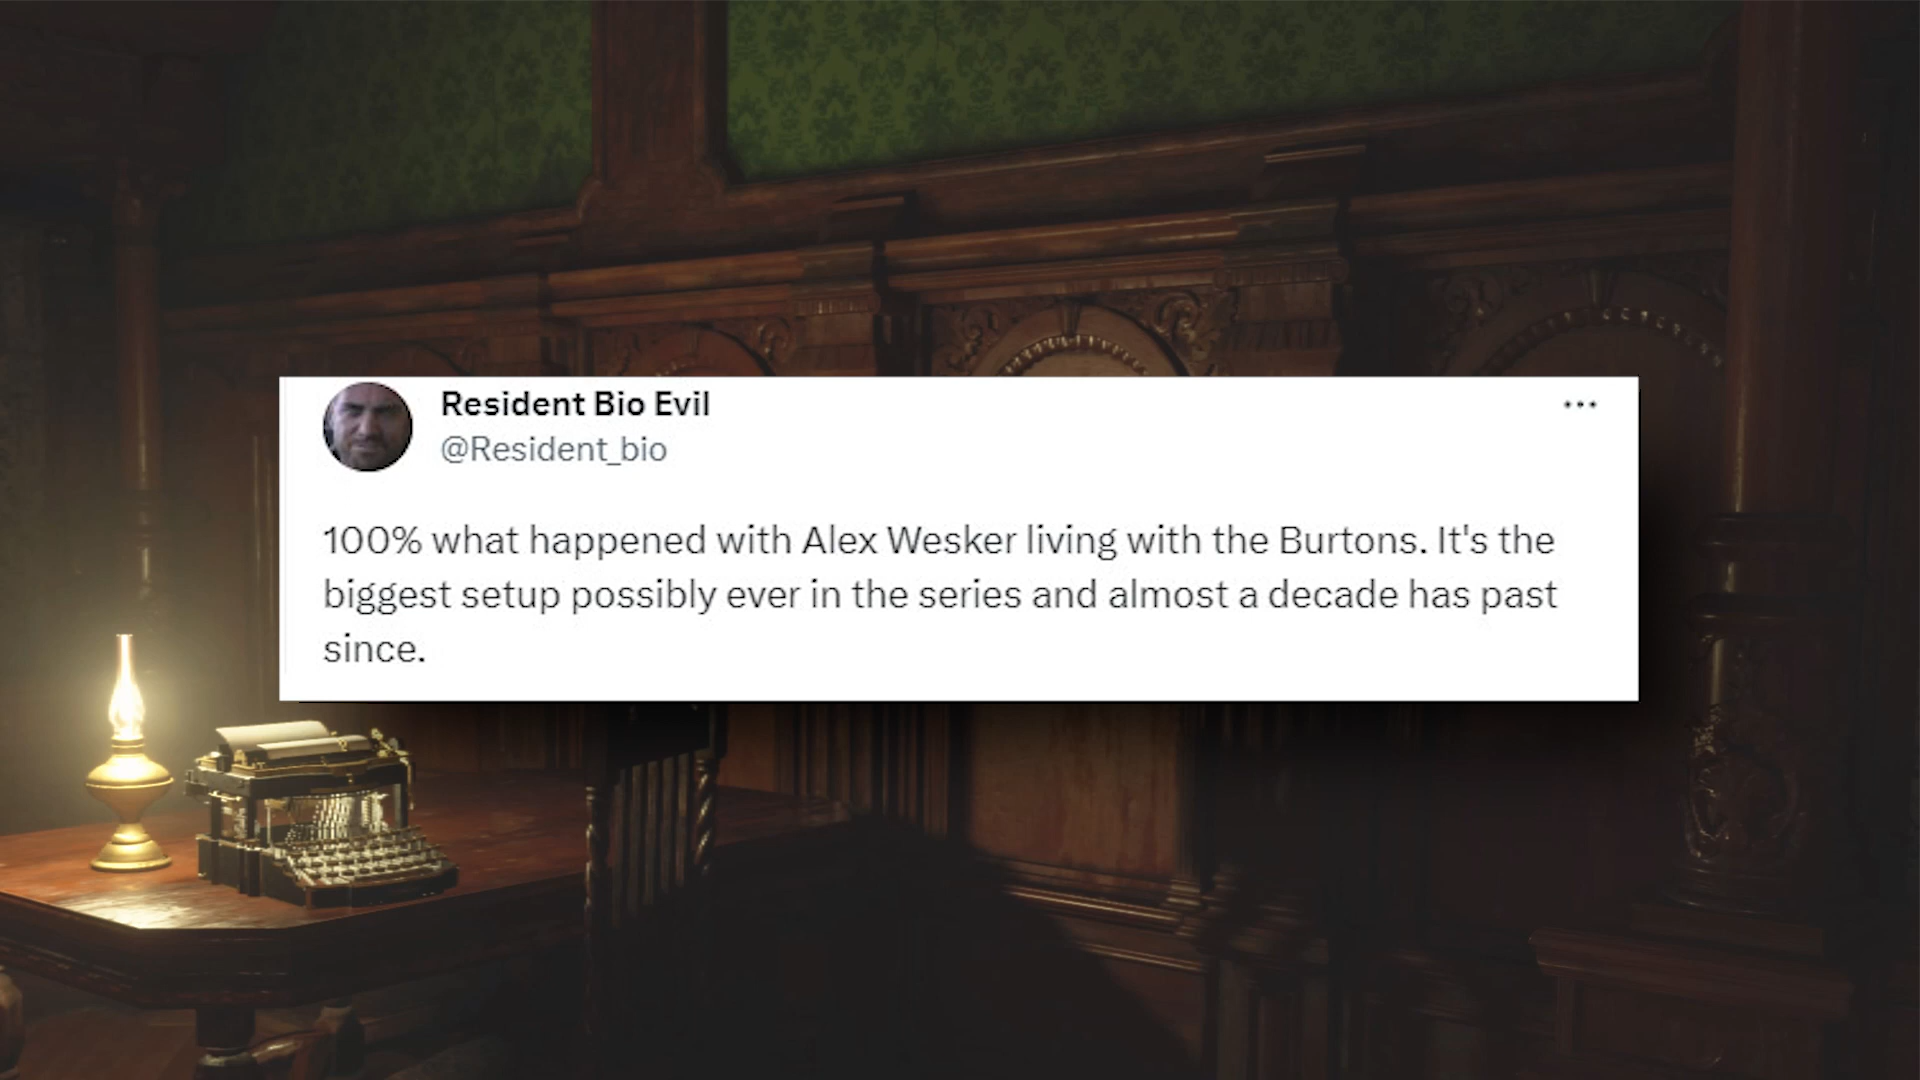 Resident Bio Evil
@Resident_bio
100% what happened with Alex Wesker living with the Burtons. It's the
biggest setup possibly ever in the series and almost a decade has past
since.